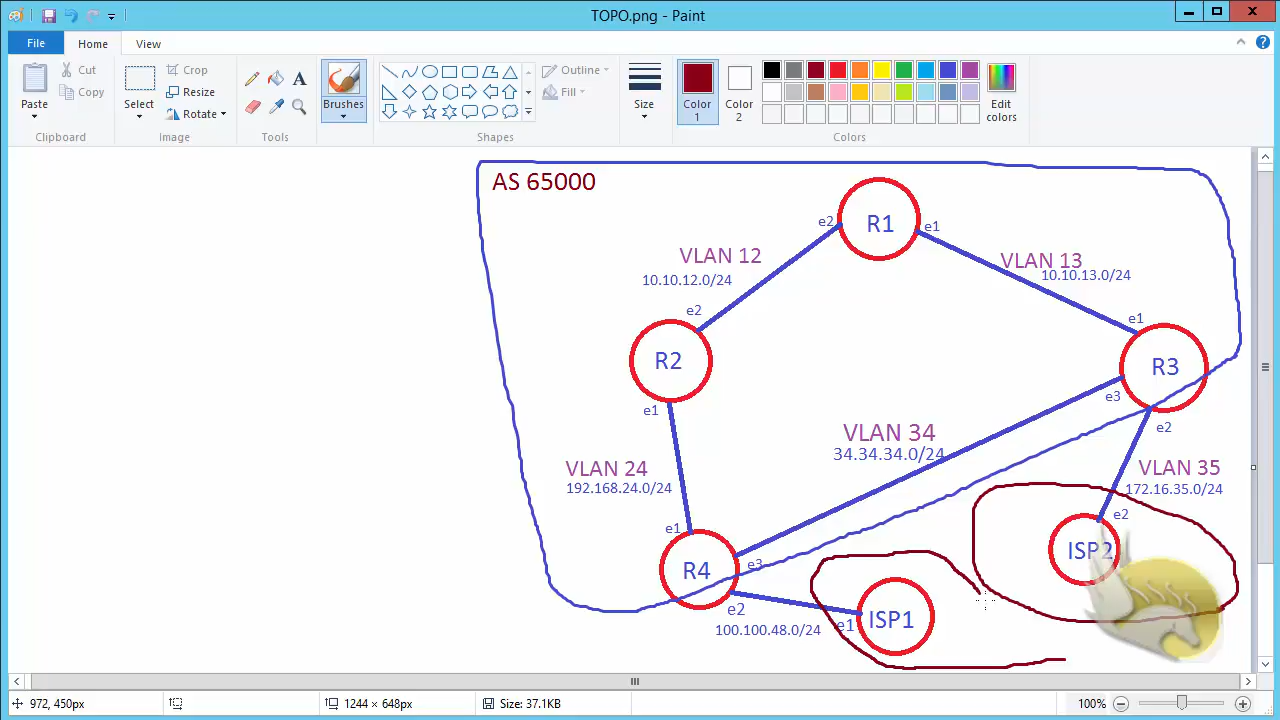 TOPO.png - Paint
File
Home
View
Cut
Copy
Paste
Clipboard
Select
Crop
Resize
Rotate
Image
A
Tools
Brushes
Outline
Fill
Shapes
Size
Color
1
Color
2
Edit
colors
Colors
AS 65000
R1
e2
e1
VLAN 12
10.10.12.0/24
e2
VLAN 13
10.10.13.0/24
e1
R2
e1
R3
e3
e2
VLAN 34
34.34.34.0/24
VLAN 24
192.168.24.0/24
VLAN 35
172.16.35.0/24
e2
e1
R4
e3
e2
100.100.48.0/24
e1
ISP1
ISP2
972, 450px
1244 × 648px
Size: 37.1KB
100%